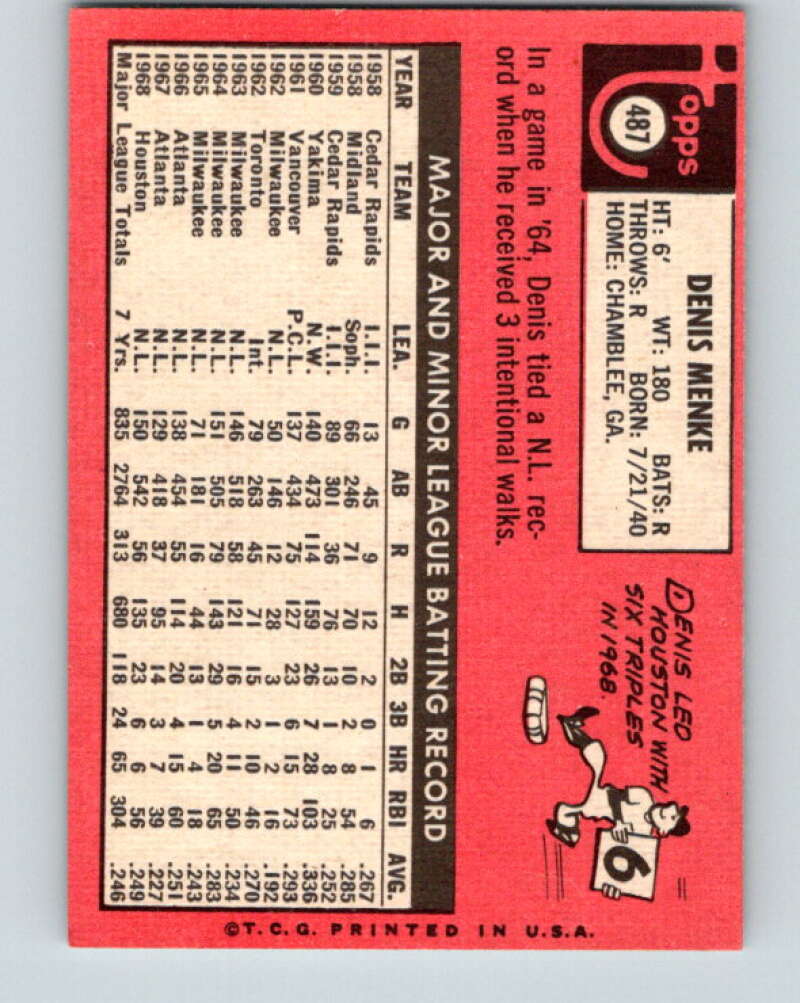 topps
487
DENIS MENKE
HT: 6' WT: 180 BATS: R
THROWS: R BORN: 7/21/40
HOME: CHAMBLEE, GA.
In a game in '64, Denis tied a N.L. rec-
ord when he received 3 intentional walks.
DENIS LED
HOUSTON WITH
SIX TRIPLES
IN 1968.
6
MAJOR AND MINOR LEAGUE BATTING RECORD
YEAR TEAM LEA. G AB R H 2B 3B HR RBI AVG.
1958 Cedar Rapids I.I.I. 13 45 9 12 2 0 1 6 .267
1958 Midland Soph. 66 246 71 70 10 2 8 54 .285
1959 Cedar Rapids I.I.I. 89 301 36 76 13 1 8 25 .252
1960 Yakima N.W. 140 473 114 159 26 7 28 103 .336
1961 Vancouver P.C.L. 137 434 75 127 23 6 15 73 .293
1962 Milwaukee N.L. 50 146 12 28 3 1 2 16 .192
1962 Toronto Int. 79 263 45 71 15 2 10 46 .270
1963 Milwaukee N.L. 146 518 58 121 16 4 11 50 .234
1964 Milwaukee N.L. 151 505 79 143 29 5 20 65 .283
1965 Milwaukee N.L. 71 181 16 44 13 1 4 18 .243
1966 Atlanta N.L. 138 454 55 114 20 4 15 60 .251
1967 Atlanta N.L. 129 418 37 95 14 3 7 39 .227
1968 Houston N.L. 150 542 56 135 23 6 6 56 .249
Major League Totals 7 Yrs. 835 2764 313 680 118 24 65 304 .246
©T.C.G. PRINTED IN U.S.A.